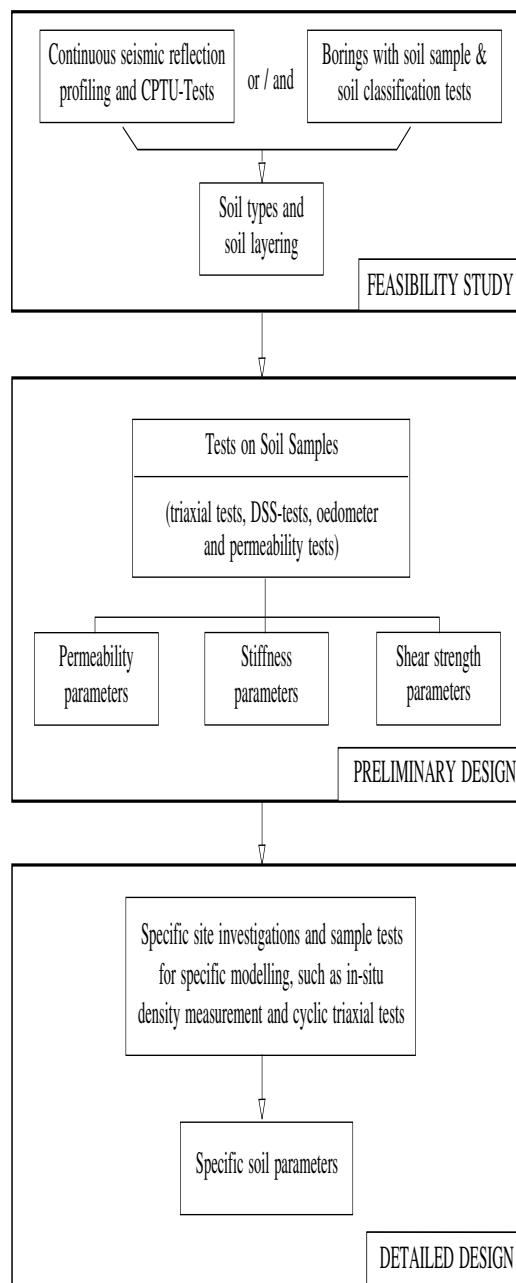 Continuous seismic reflection
profiling and CPTU-Tests
or / and
Borings with soil sample &
soil classification tests
Soil types and
soil layering
FEASIBILITY STUDY
Tests on Soil Samples
(triaxial tests, DSS-tests, oedometer
and permeability tests)
Permeability
parameters
Stiffness
parameters
Shear strength
parameters
PRELIMINARY DESIGN
Specific site investigations and sample tests
for specific modelling, such as in-situ
density measurement and cyclic triaxial tests
Specific soil parameters
DETAILED DESIGN